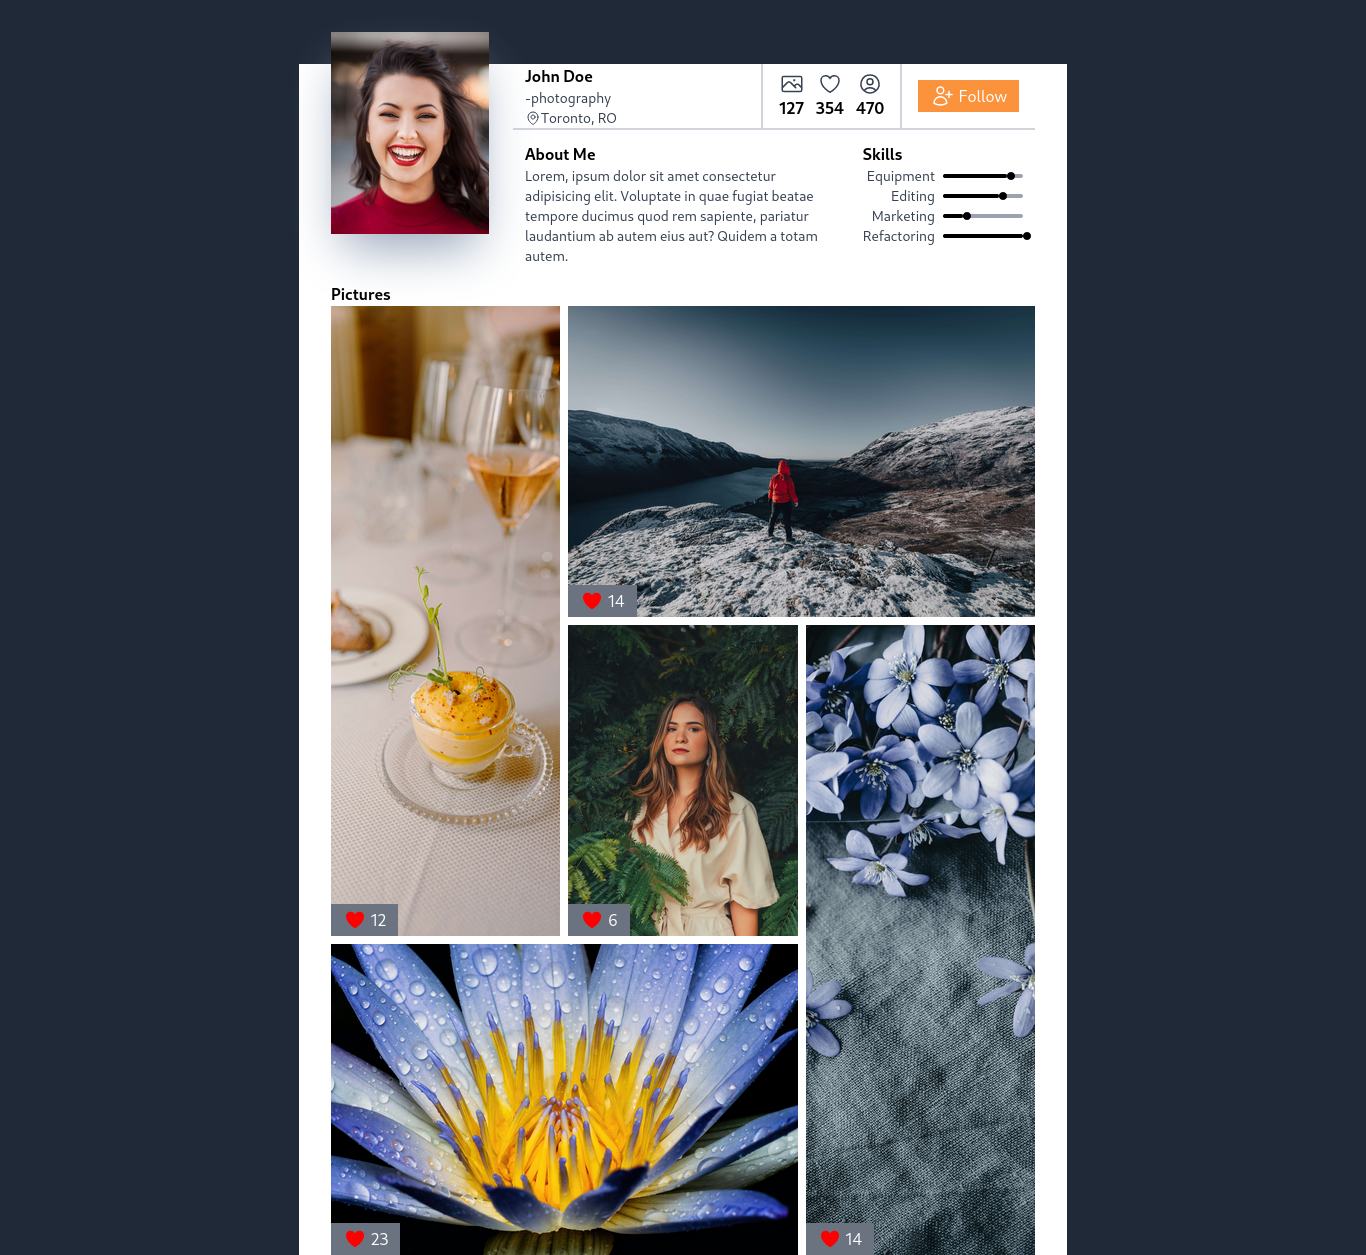 John Doe
-photography
Toronto, RO
127 354 470
Follow
About Me
Lorem, ipsum dolor sit amet consectetur
adipisicing elit. Voluptate in quae fugiat beatae
tempore ducimus quod rem sapiente, pariatur
laudantium ab autem eius aut? Quidem a totam
autem.
Skills
Equipment
Editing
Marketing
Refactoring
Pictures
14
12
6
23
14